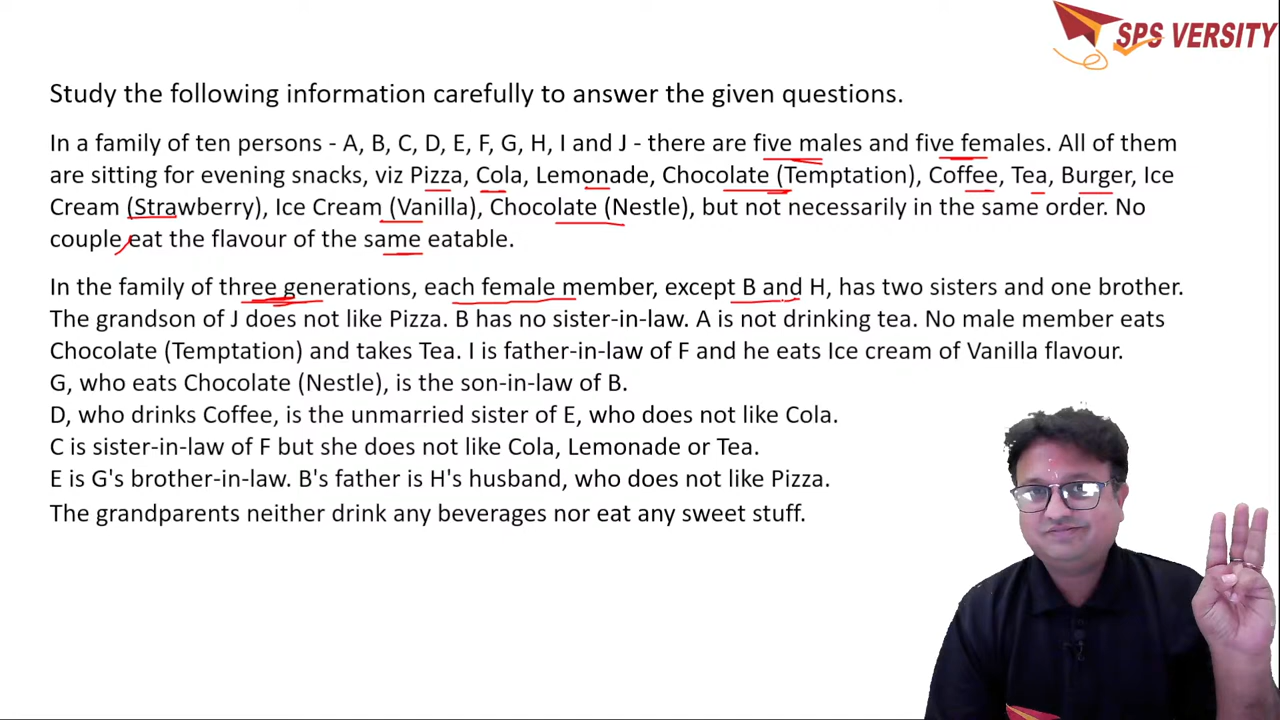 SPS VERSITY
Study the following information carefully to answer the given questions.
In a family of ten persons - A, B, C, D, E, F, G, H, I and J - there are five males and five females. All of them
are sitting for evening snacks, viz Pizza, Cola, Lemonade, Chocolate (Temptation), Coffee, Tea, Burger, Ice
Cream (Strawberry), Ice Cream (Vanilla), Chocolate (Nestle), but not necessarily in the same order. No
couple eat the flavour of the same eatable.
In the family of three generations, each female member, except B and H, has two sisters and one brother.
The grandson of J does not like Pizza. B has no sister-in-law. A is not drinking tea. No male member eats
Chocolate (Temptation) and takes Tea. I is father-in-law of F and he eats Ice cream of Vanilla flavour.
G, who eats Chocolate (Nestle), is the son-in-law of B.
D, who drinks Coffee, is the unmarried sister of E, who does not like Cola.
C is sister-in-law of F but she does not like Cola, Lemonade or Tea.
E is G's brother-in-law. B's father is H's husband, who does not like Pizza.
The grandparents neither drink any beverages nor eat any sweet stuff.